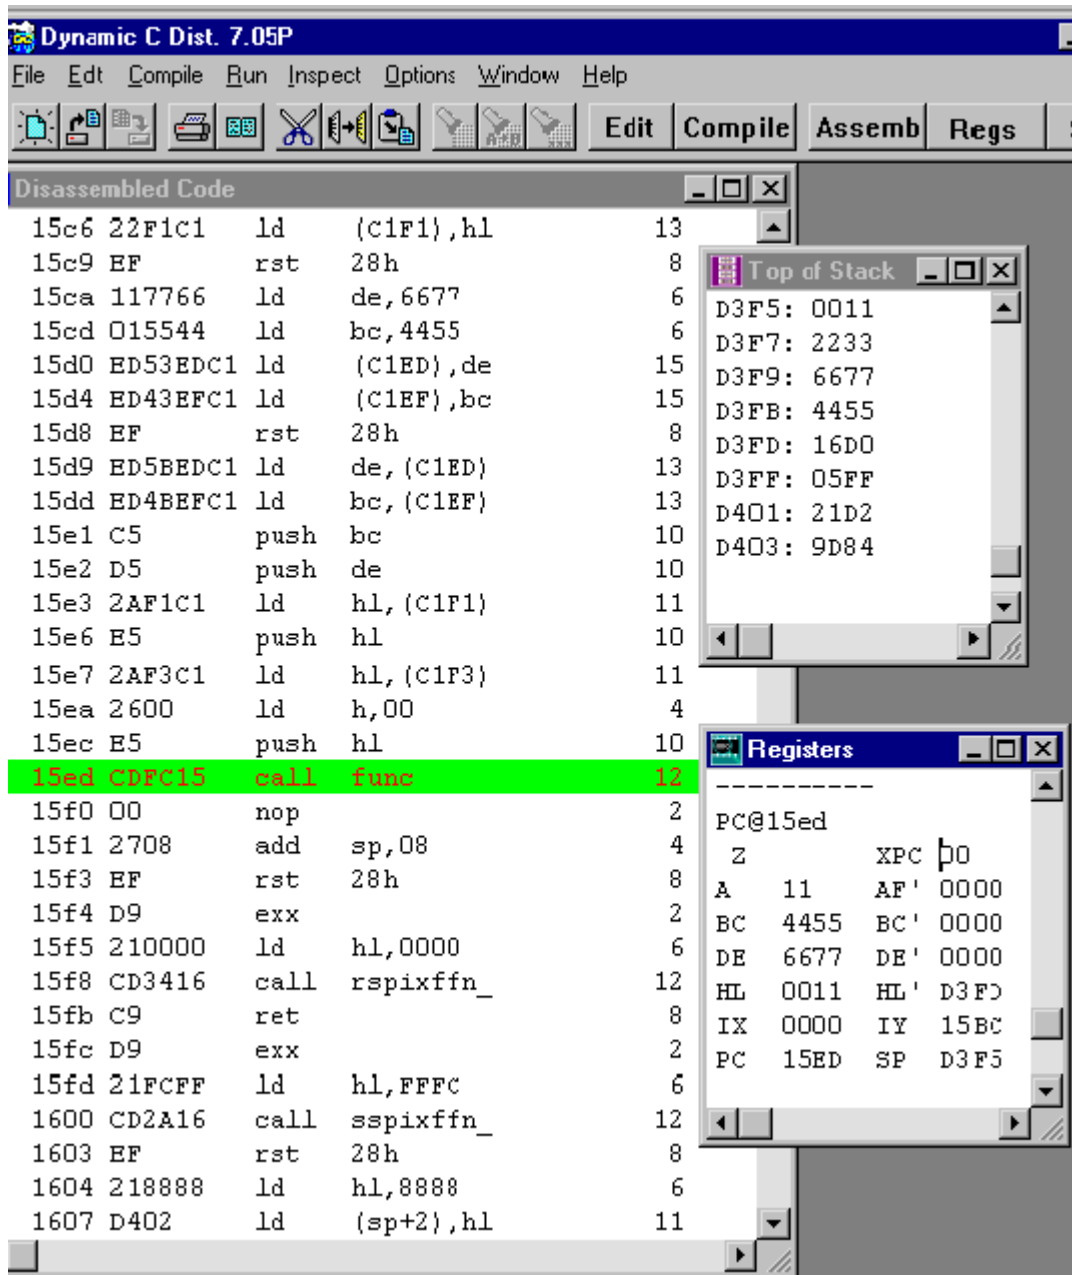 Dynamic C Dist. 7.05P
File Edt Compile Run Inspect Options Window Help
Edit Compile Assemb Regs
Disassembled Code
15c6 22F1C1 ld (C1F1),hl 13
15c9 EF rst 28h 8
15ca 117766 ld de,6677 6
15cd 015544 ld bc,4455 6
15d0 ED53EDC1 ld (C1ED),de 15
15d4 ED43EFC1 ld (C1EF),bc 15
15d8 EF rst 28h 8
15d9 ED5BEDC1 ld de,(C1ED) 13
15dd ED4BEFC1 ld bc,(C1EF) 13
15e1 C5 push bc 10
15e2 D5 push de 10
15e3 2AF1C1 ld hl,(C1F1) 11
15e6 E5 push hl 10
15e7 2AF3C1 ld hl,(C1F3) 11
15ea 2600 ld h,00 4
15ec E5 push hl 10
15ed CDFC15 call func 12
15f0 00 nop 2
15f1 2708 add sp,08 4
15f3 EF rst 28h 8
15f4 D9 exx 2
15f5 210000 ld hl,0000 6
15f8 CD3416 call rspixffn_ 12
15fb C9 ret 8
15fc D9 exx 2
15fd 21FCFF ld hl,FFFC 6
1600 CD2A16 call sspixffn_ 12
1603 EF rst 28h 8
1604 218888 ld hl,8888 6
1607 D402 ld (sp+2),hl 11
Top of Stack
D3F5: 0011
D3F7: 2233
D3F9: 6677
D3FB: 4455
D3FD: 16D0
D3FF: 05FF
D401: 21D2
D403: 9D84
Registers
----------
PC@15ed
Z XPC 00
A 11 AF' 0000
BC 4455 BC' 0000
DE 6677 DE' 0000
HL 0011 HL' D3FD
IX 0000 IY 15BC
PC 15ED SP D3F5